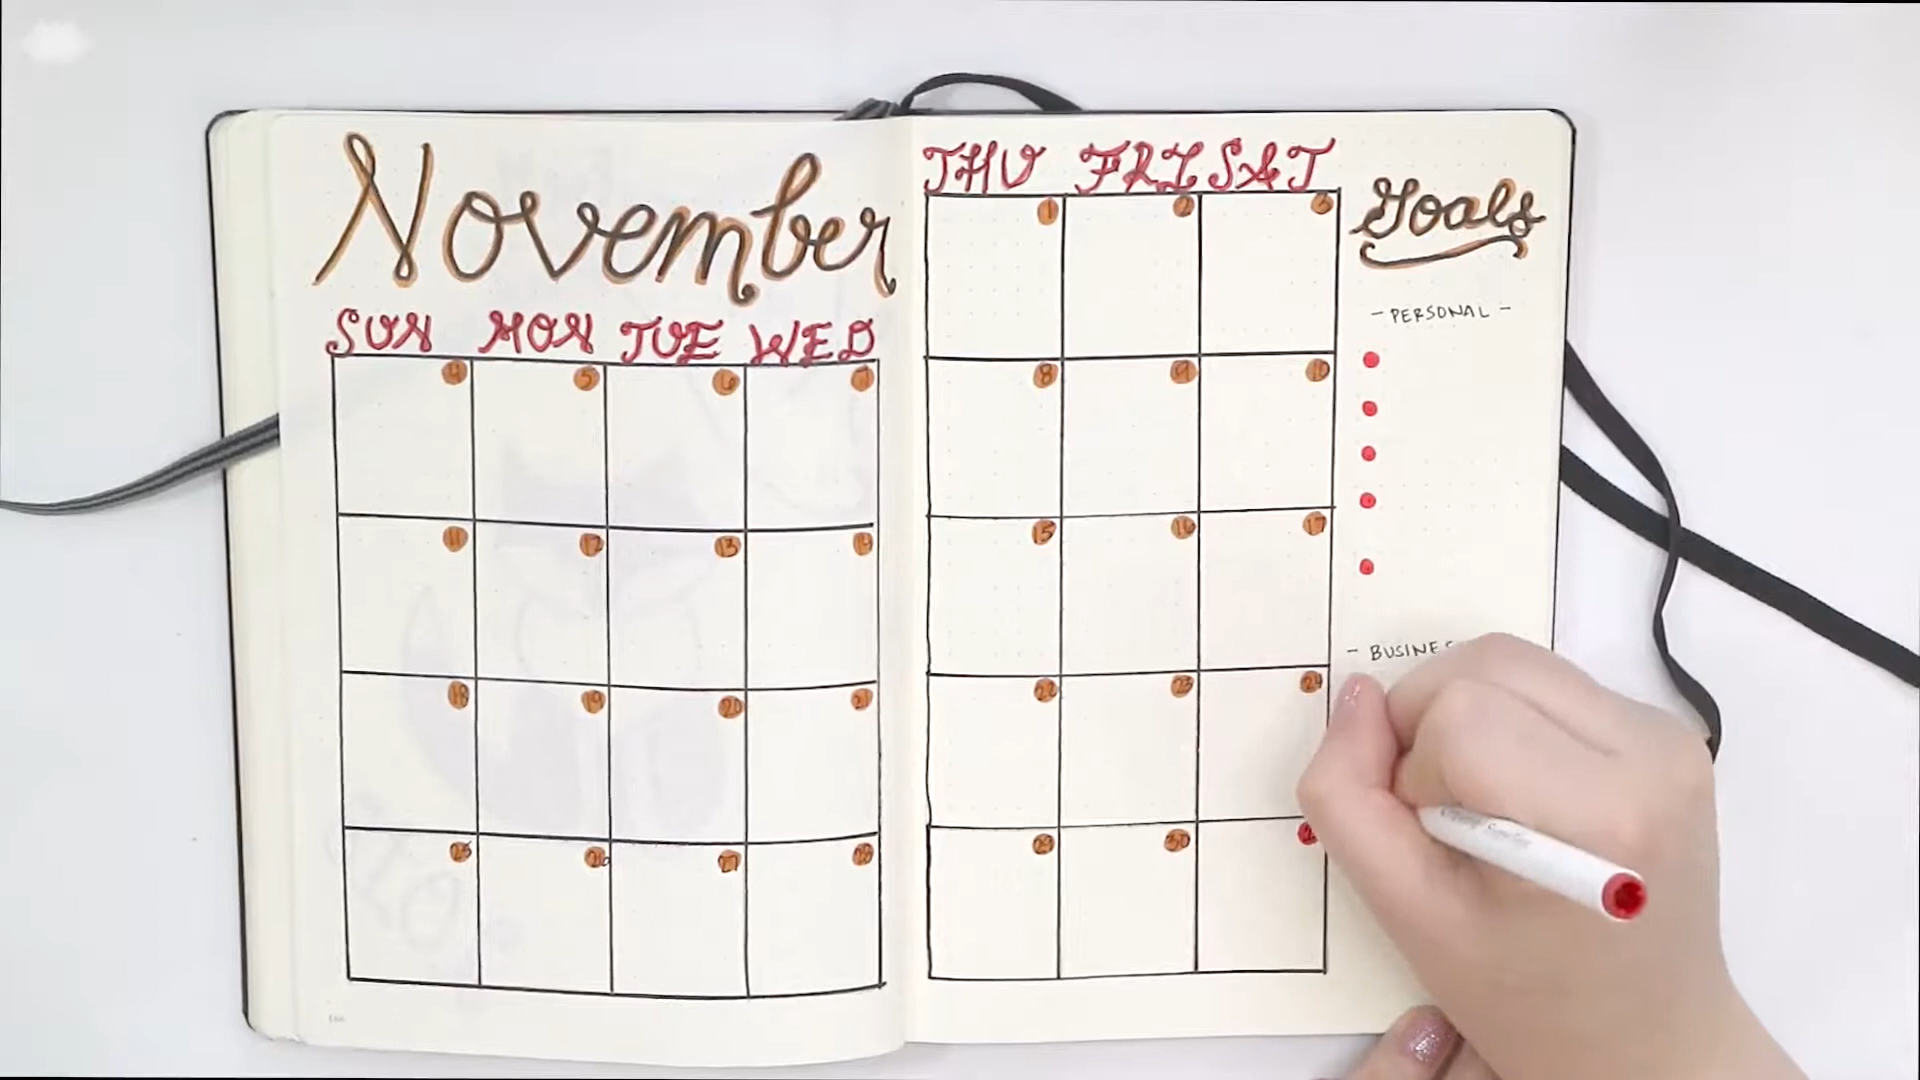 November
SUN MON TUE WED
4 5 6 7
11 12 13 14
18 19 20 21
25 26 27 28
THU FRI SAT
1 2 3
8 9 10
15 16 17
22 23 24
29 30
Goals
- PERSONAL -
- BUSINES